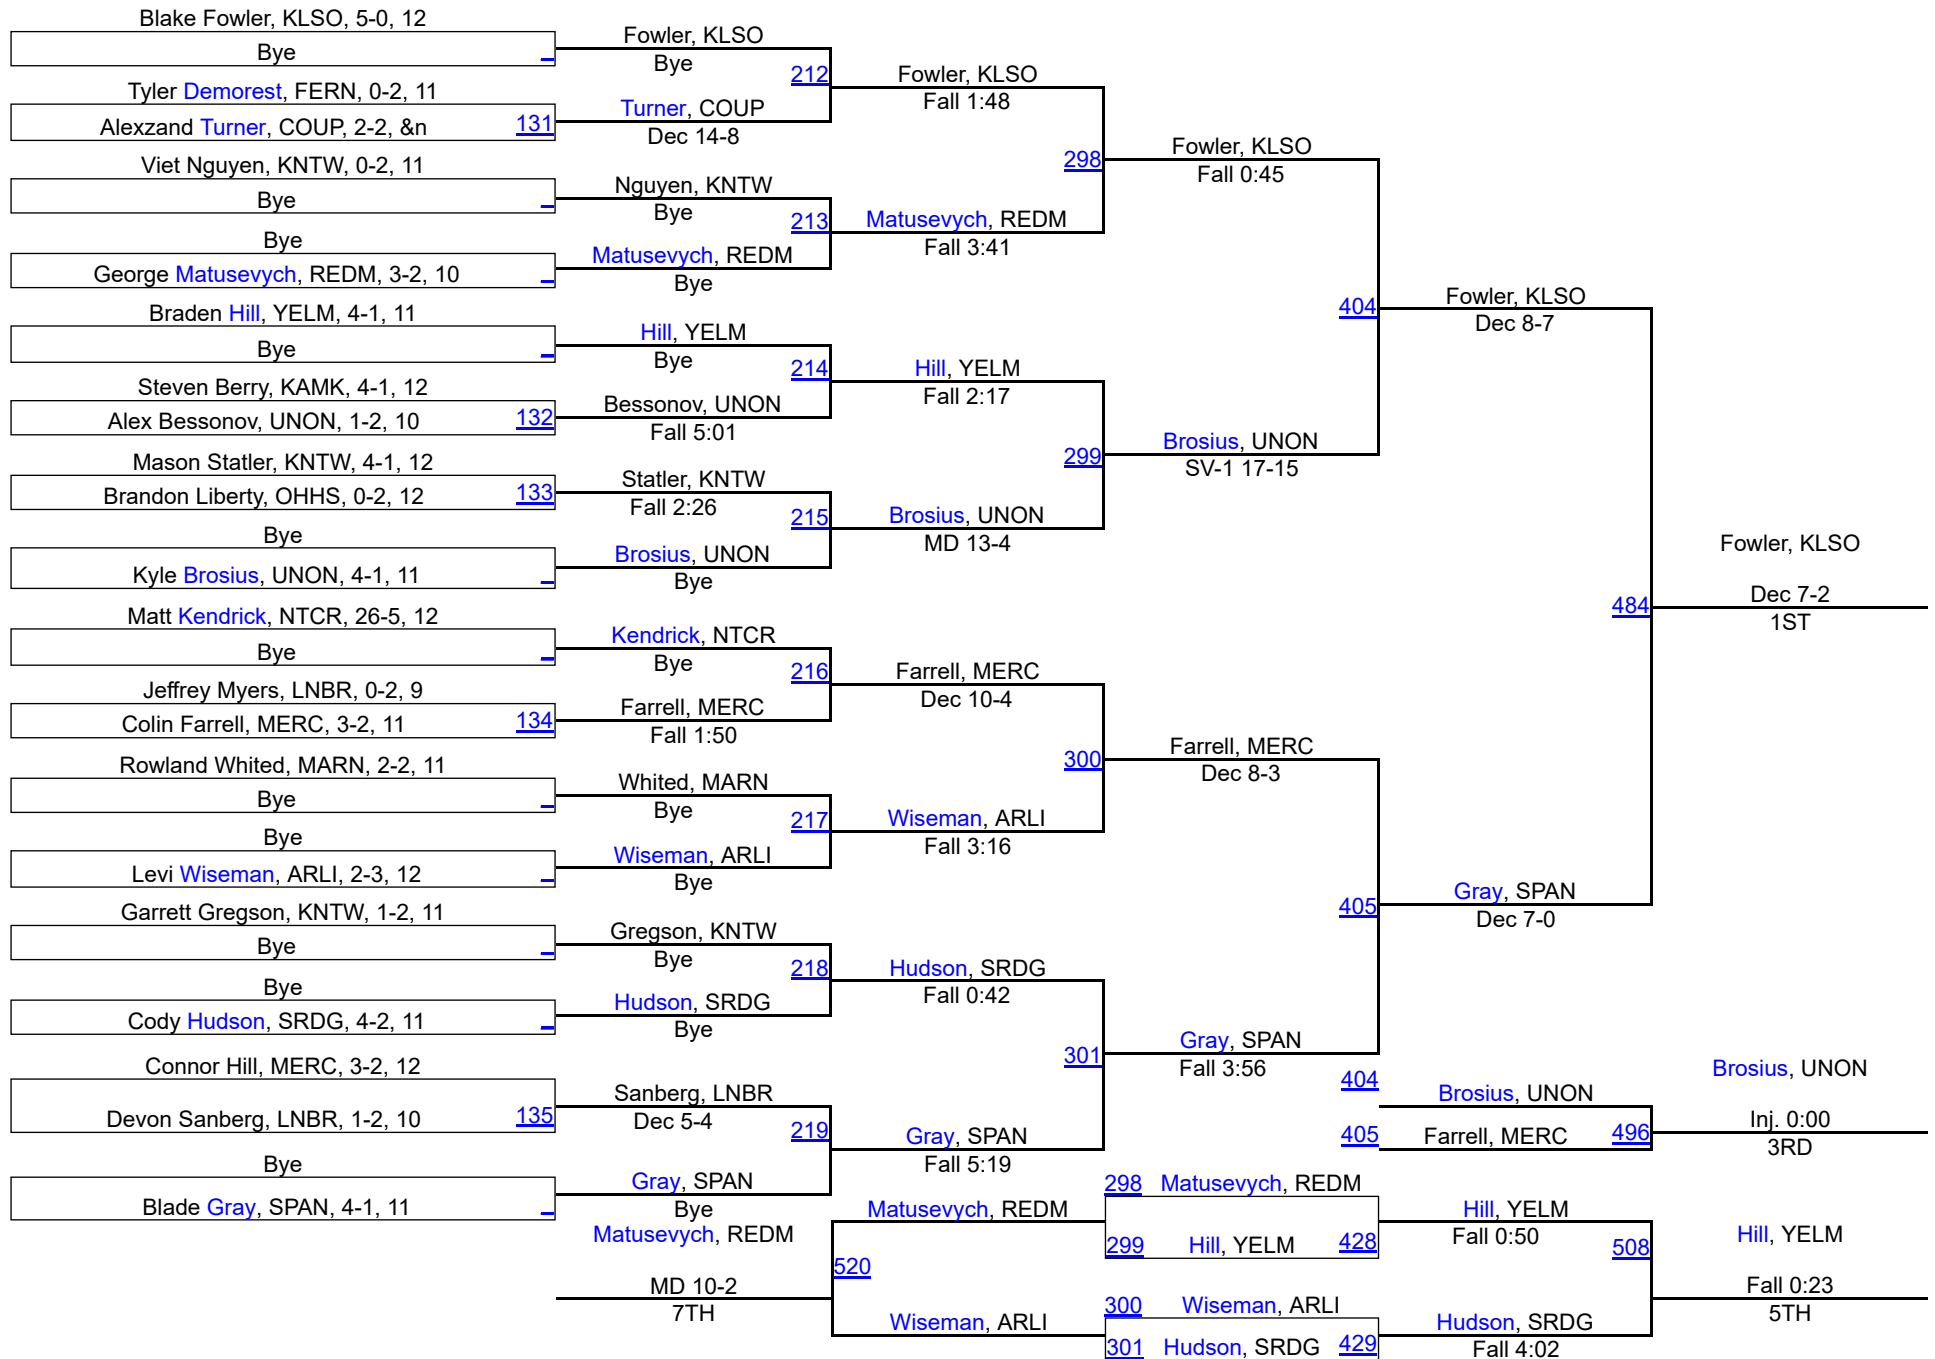 Blake Fowler, KLSO, 5-0, 12
Bye
Tyler Demorest, FERN, 0-2, 11
Alexzand Turner, COUP, 2-2, &n 131
Viet Nguyen, KNTW, 0-2, 11
Bye
Bye
George Matusevych, REDM, 3-2, 10
Braden Hill, YELM, 4-1, 11
Bye
Steven Berry, KAMK, 4-1, 12
Alex Bessonov, UNON, 1-2, 10 132
Mason Statler, KNTW, 4-1, 12
Brandon Liberty, OHHS, 0-2, 12 133
Bye
Kyle Brosius, UNON, 4-1, 11
Matt Kendrick, NTCR, 26-5, 12
Bye
Jeffrey Myers, LNBR, 0-2, 9
Colin Farrell, MERC, 3-2, 11 134
Rowland Whited, MARN, 2-2, 11
Bye
Bye
Levi Wiseman, ARLI, 2-3, 12
Garrett Gregson, KNTW, 1-2, 11
Bye
Bye
Cody Hudson, SRDG, 4-2, 11
Connor Hill, MERC, 3-2, 12
Devon Sanberg, LNBR, 1-2, 10 135
Bye
Blade Gray, SPAN, 4-1, 11
Fowler, KLSO
Bye
212
Turner, COUP
Dec 14-8
Nguyen, KNTW
Bye
213
Matusevych, REDM
Bye
Hill, YELM
Bye
214
Bessonov, UNON
Fall 5:01
Statler, KNTW
Fall 2:26
215
Brosius, UNON
Bye
Kendrick, NTCR
Bye
216
Farrell, MERC
Fall 1:50
Whited, MARN
Bye
217
Wiseman, ARLI
Bye
Gregson, KNTW
Bye
218
Hudson, SRDG
Bye
Sanberg, LNBR
Dec 5-4
219
Gray, SPAN
Bye
Fowler, KLSO
Fall 1:48
298
Matusevych, REDM
Fall 3:41
Hill, YELM
Fall 2:17
299
Brosius, UNON
MD 13-4
Farrell, MERC
Dec 10-4
300
Wiseman, ARLI
Fall 3:16
Hudson, SRDG
Fall 0:42
301
Gray, SPAN
Fall 5:19
Fowler, KLSO
Fall 0:45
404
Brosius, UNON
SV-1 17-15
Farrell, MERC
Dec 8-3
405
Gray, SPAN
Fall 3:56
Fowler, KLSO
Dec 8-7
484
Gray, SPAN
Dec 7-0
Fowler, KLSO
Dec 7-2
1ST
404 Brosius, UNON
405 Farrell, MERC 496
Brosius, UNON
Inj. 0:00
3RD
298 Matusevych, REDM
299 Hill, YELM 428
300 Wiseman, ARLI
301 Hudson, SRDG 429
Hill, YELM
Fall 0:50
508
Hudson, SRDG
Fall 4:02
Hill, YELM
Fall 0:23
5TH
Matusevych, REDM
520
Wiseman, ARLI
Matusevych, REDM
MD 10-2
7TH